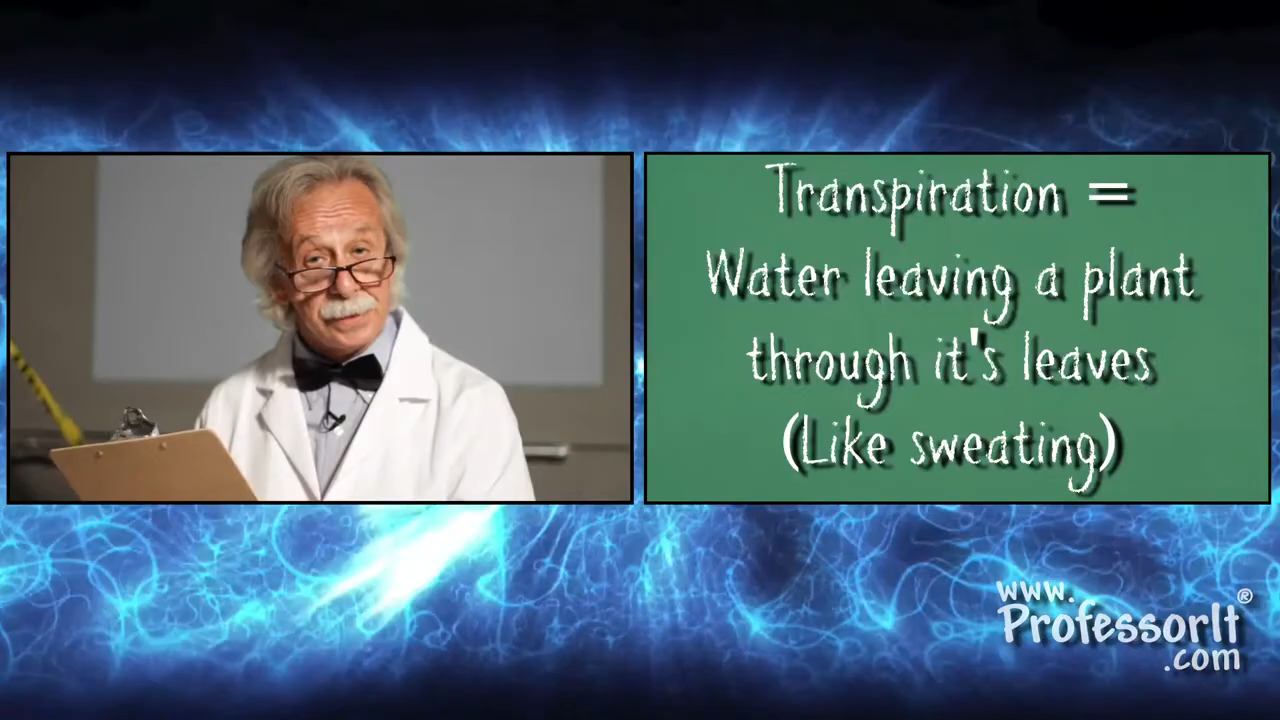 Transpiration =
Water leaving a plant
through it's leaves
(Like sweating)
www.
ProfessorIt®
.com